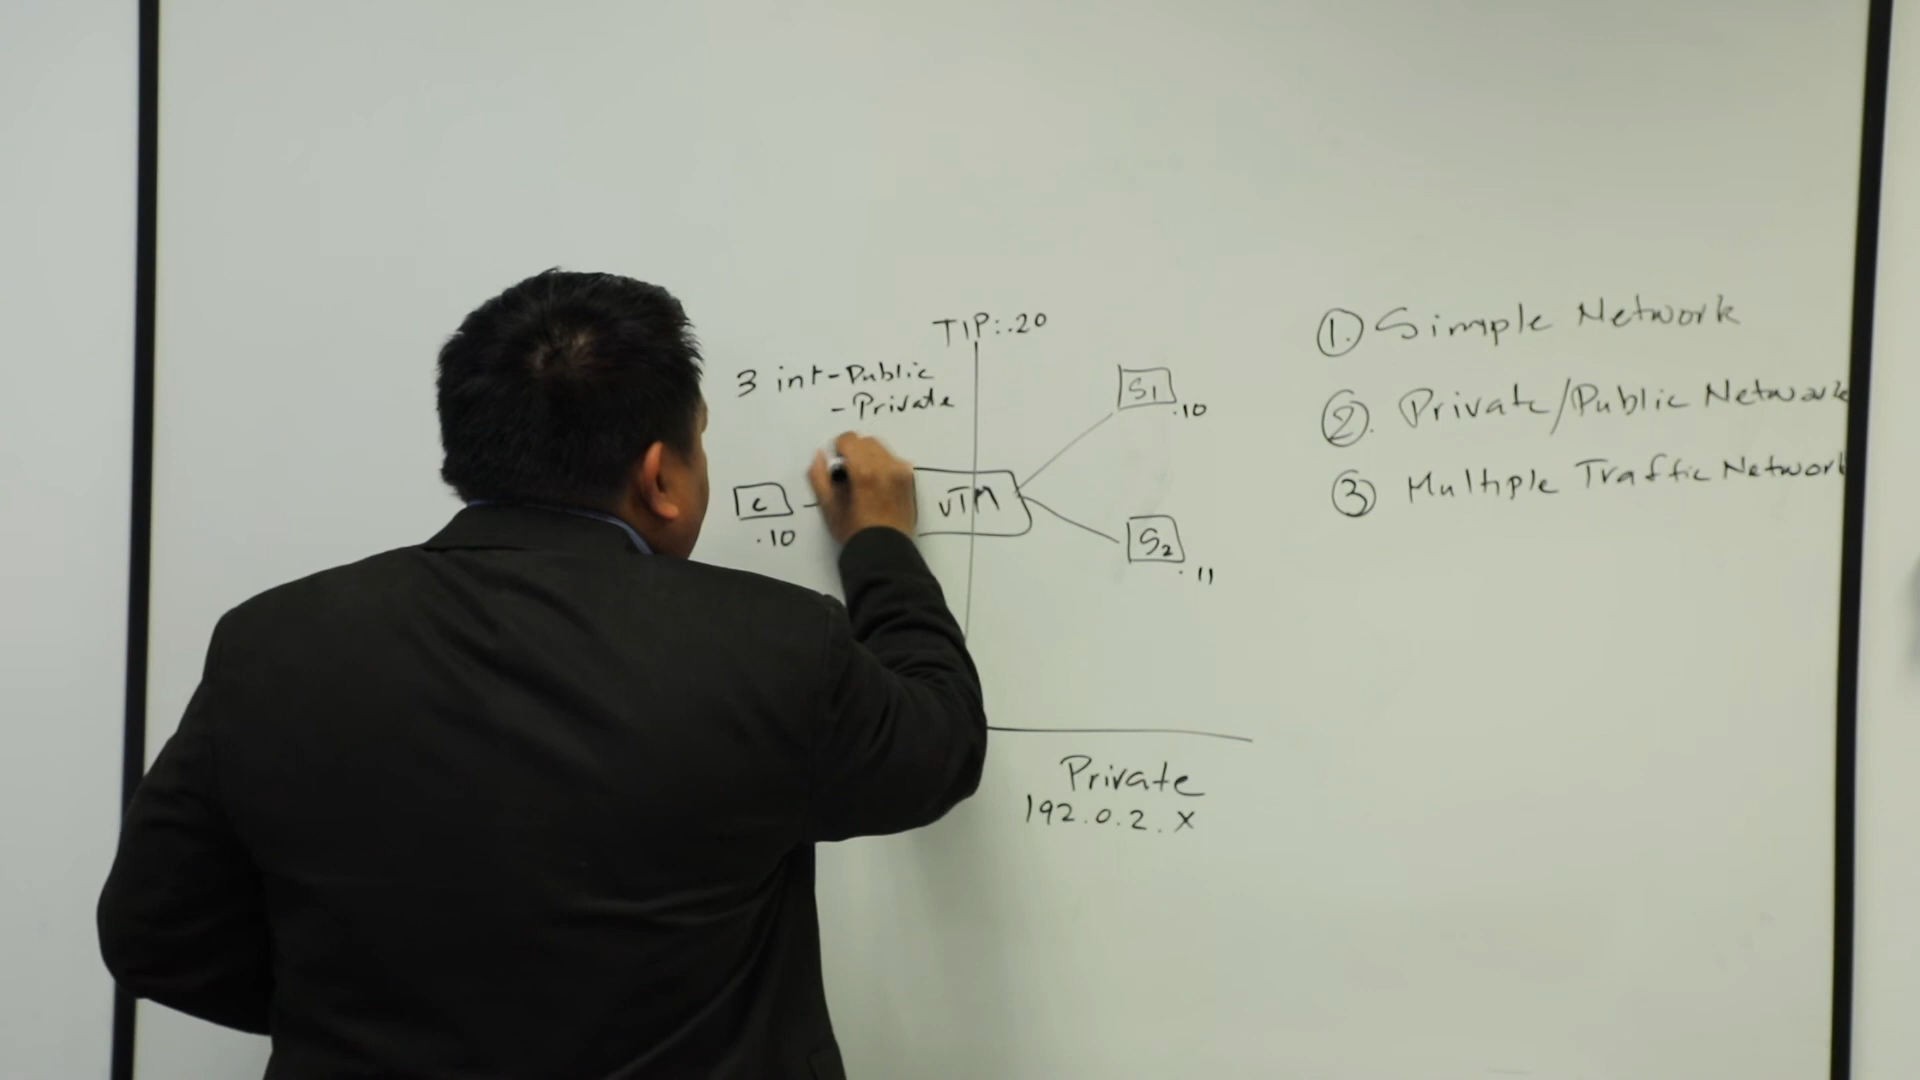 TIP:.20
3 int-Public
-Private
C
.10
vTM
S1
.10
S2
.11
Private
192.0.2.X
1. Simple Network
2. Private/Public Network
3 Multiple Traffic Network